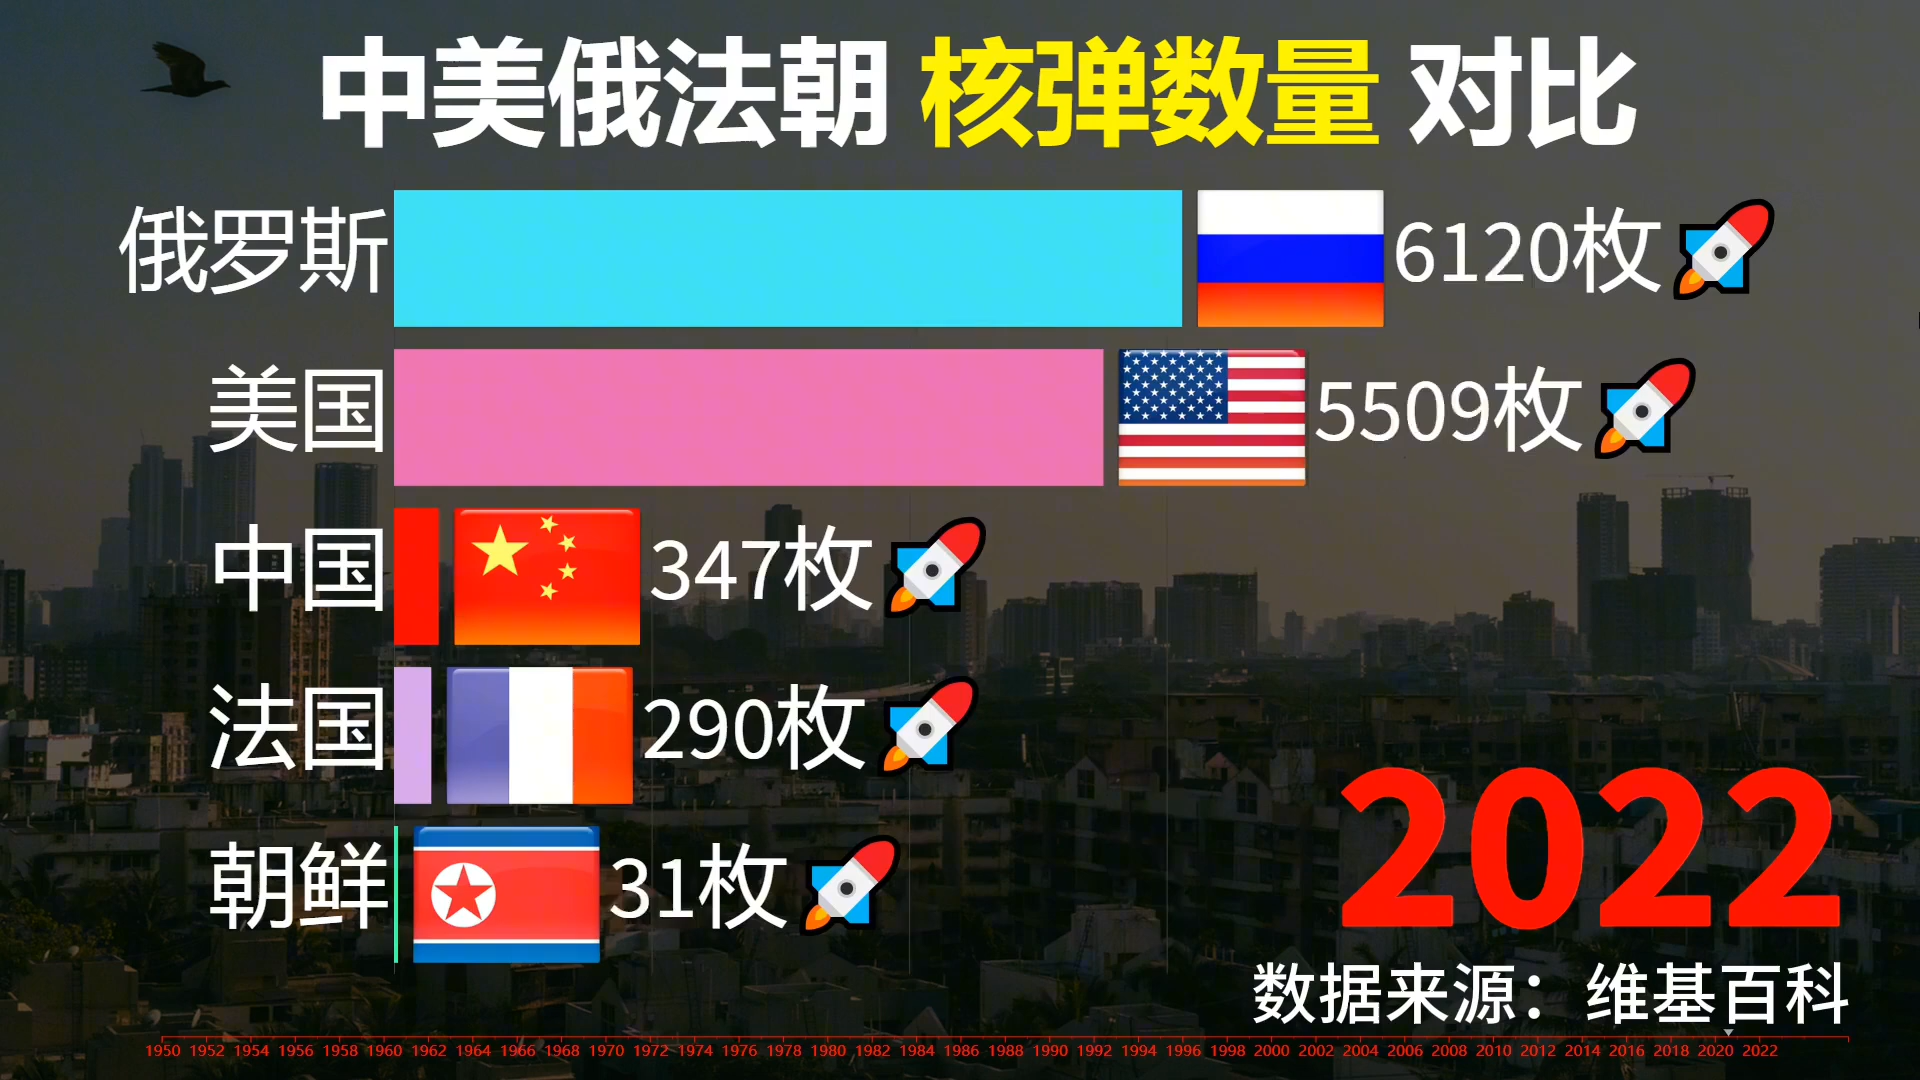 中美俄法朝 核弹数量 对比
俄罗斯 6120枚
美国 5509枚
中国 347枚
法国 290枚
朝鲜 31枚
2022
数据来源：维基百科
1950 1952 1954 1956 1958 1960 1962 1964 1966 1968 1970 1972 1974 1976 1978 1980 1982 1984 1986 1988 1990 1992 1994 1996 1998 2000 2002 2004 2006 2008 2010 2012 2014 2016 2018 2020 2022